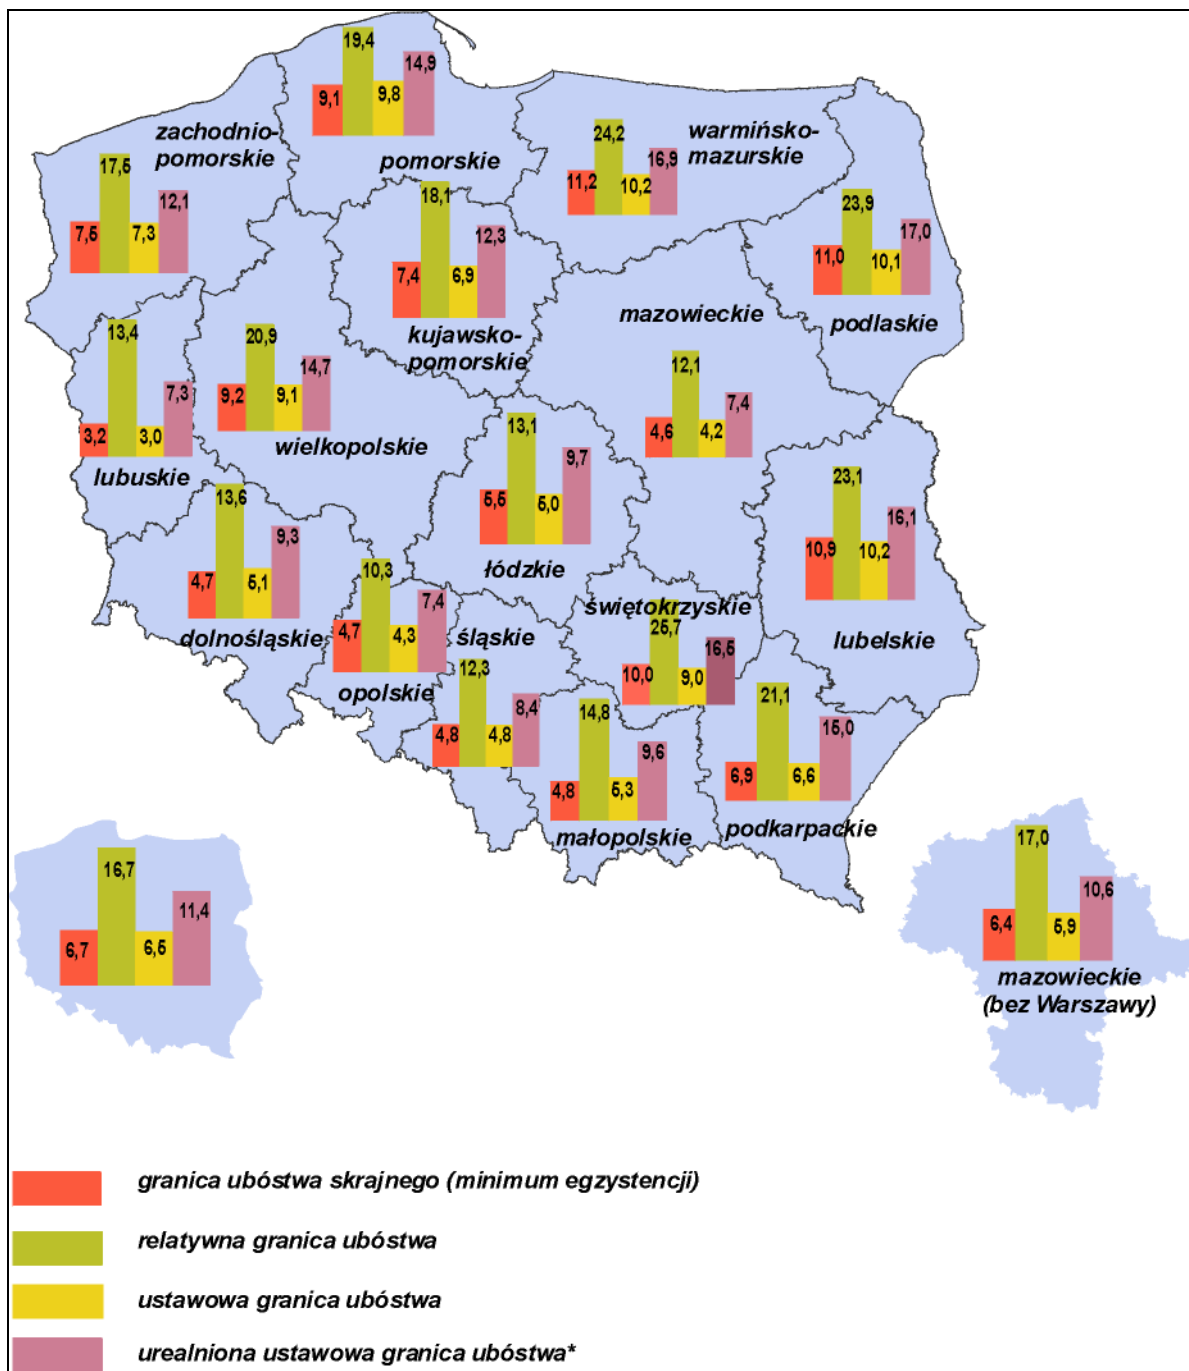 19,4
14,9
9,1
9,8
pomorskie
zachodnio-
pomorskie
17,5
12,1
7,5
7,3
24,2
16,9
11,2
10,2
warmińsko-
mazurskie
18,1
12,3
7,4
6,9
kujawsko-
pomorskie
23,9
17,0
11,0
10,1
podlaskie
mazowieckie
12,1
7,4
4,6
4,2
13,4
7,3
3,2
3,0
lubuskie
20,9
14,7
9,2
9,1
wielkopolskie
13,1
9,7
5,5
5,0
łódzkie
23,1
16,1
10,9
10,2
lubelskie
13,6
9,3
4,7
5,1
dolnośląskie
10,3
7,4
4,7
4,3
opolskie
śląskie
12,3
8,4
4,8
4,8
świętokrzyskie
25,7
16,5
10,0
9,0
14,8
9,6
4,8
5,3
małopolskie
21,1
15,0
6,9
6,6
podkarpackie
16,7
11,4
6,7
6,5
17,0
10,6
6,4
5,9
mazowieckie
(bez Warszawy)
granica ubóstwa skrajnego (minimum egzystencji)
relatywna granica ubóstwa
ustawowa granica ubóstwa
urealniona ustawowa granica ubóstwa*